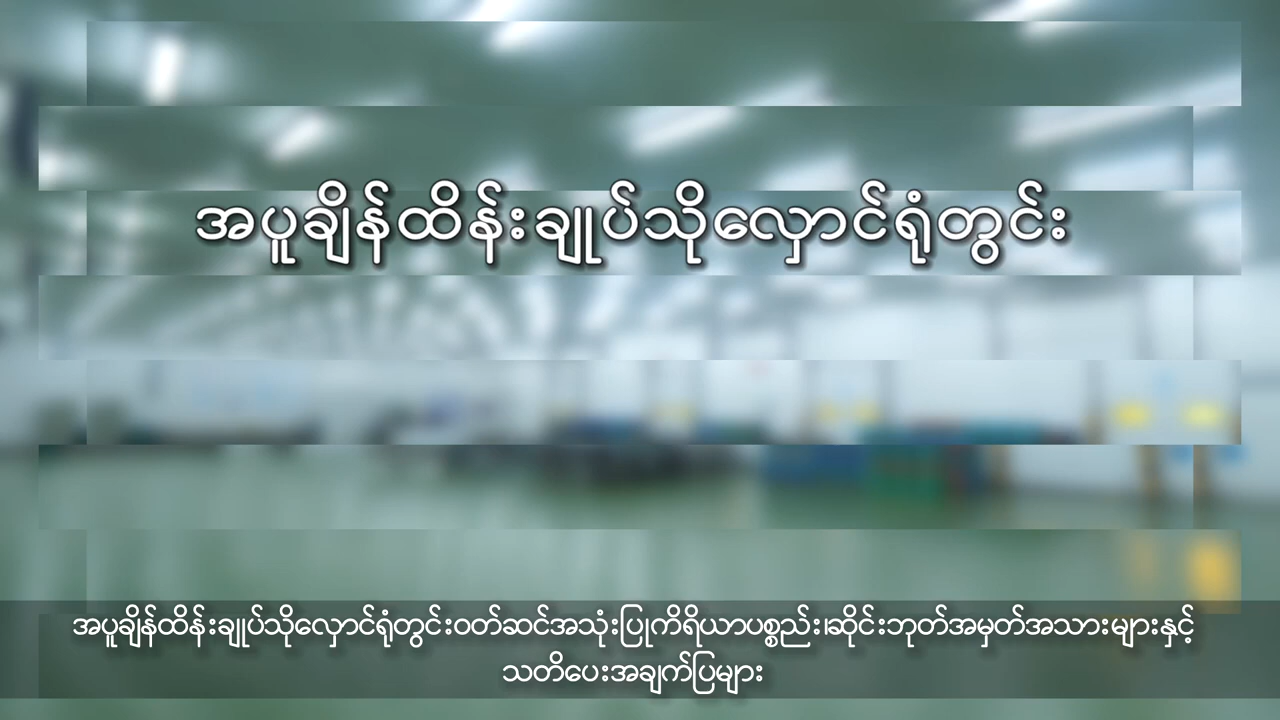 အပူချိန်ထိန်းချုပ်သိုလှောင်ရုံတွင်း
အပူချိန်ထိန်းချုပ်သိုလှောင်ရုံတွင်းဝတ်ဆင်အသုံးပြုကိရိယာပစ္စည်း၊ဆိုင်းဘုတ်အမှတ်အသားများနှင့်
သတိပေးအချက်ပြများ